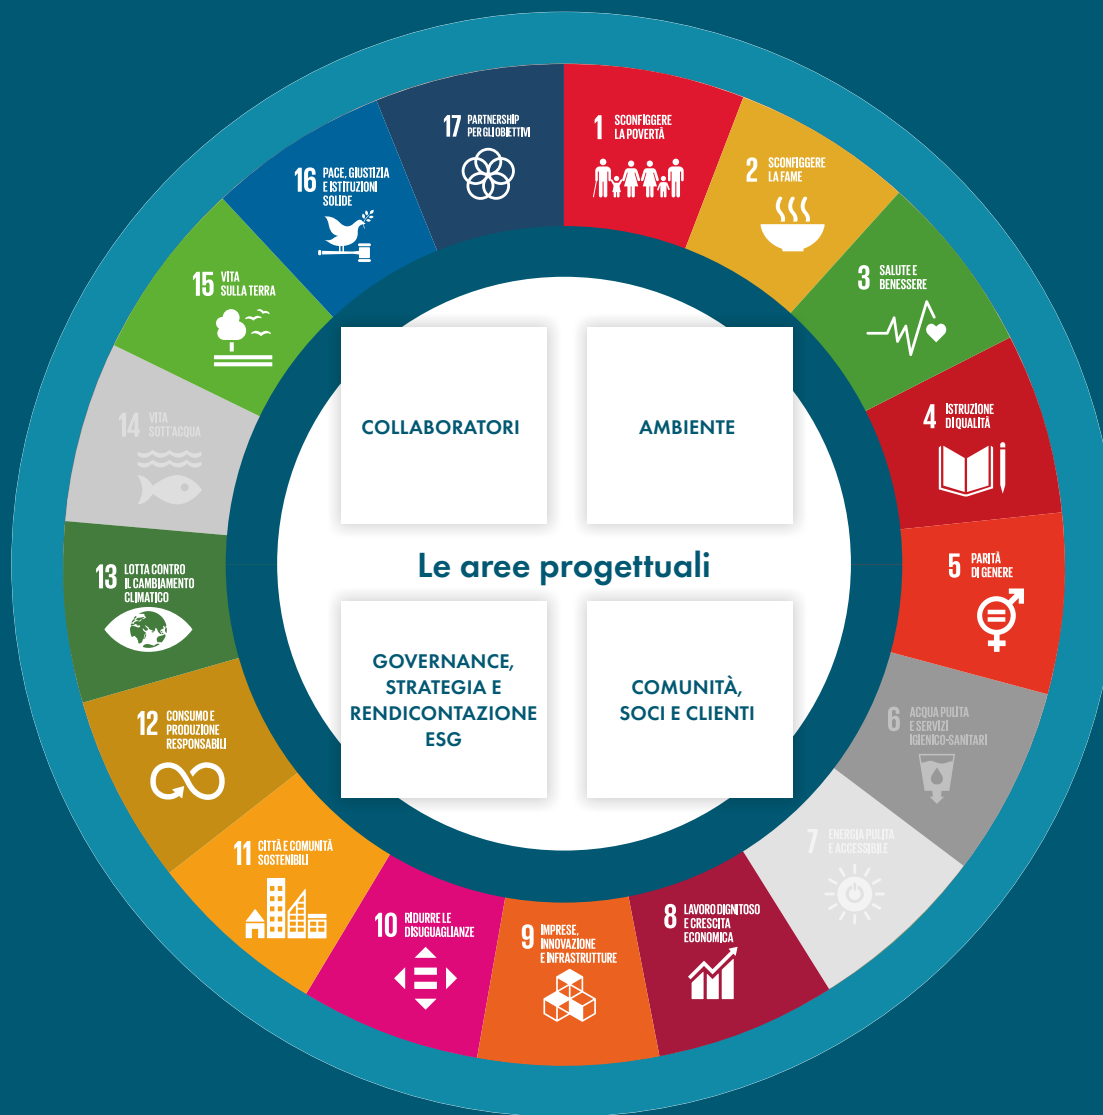 1 SCONFIGGERE
LA POVERTÀ
2 SCONFIGGERE
LA FAME
3 SALUTE E
BENESSERE
4 ISTRUZIONE
DI QUALITÀ
5 PARITÀ
DI GENERE
6 ACQUA PULITA
E SERVIZI
IGIENICO-SANITARI
7 ENERGIA PULITA
E ACCESSIBILE
8 LAVORO DIGNITOSO
E CRESCITA
ECONOMICA
9 IMPRESE,
INNOVAZIONE
E INFRASTRUTTURE
10 RIDURRE LE
DISUGUAGLIANZE
11 CITTÀ E COMUNITÀ
SOSTENIBILI
12 CONSUMO E
PRODUZIONE
RESPONSABILI
13 LOTTA CONTRO
IL CAMBIAMENTO
CLIMATICO
14 VITA
SOTT'ACQUA
15 VITA
SULLA TERRA
16 PACE, GIUSTIZIA
E ISTITUZIONI
SOLIDE
17 PARTNERSHIP
PER GLI OBIETTIVI
COLLABORATORI
AMBIENTE
Le aree progettuali
GOVERNANCE,
STRATEGIA E
RENDICONTAZIONE
ESG
COMUNITÀ,
SOCI E CLIENTI